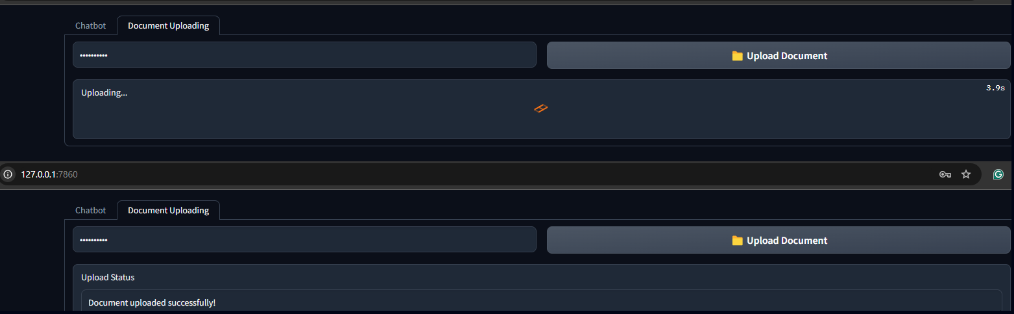 Chatbot
Document Uploading
••••••••••
Upload Document
Uploading...
3.9s
127.0.0.1:7860
Chatbot
Document Uploading
••••••••••
Upload Document
Upload Status
Document uploaded successfully!